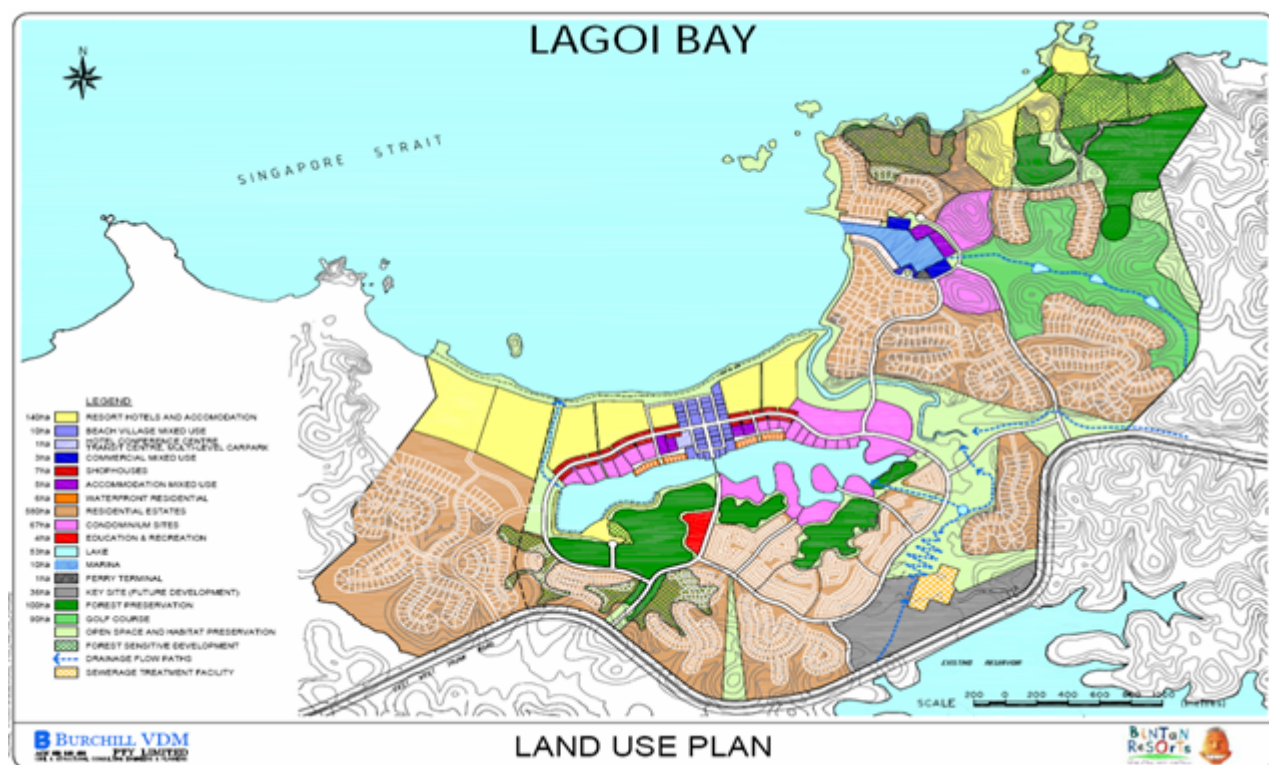 LAGOI BAY
N
SINGAPORE STRAIT
LEGEND
140ha RESORT HOTELS AND ACCOMODATION
10ha BEACH VILLAGE MIXED USE
1ha HOTEL CONFERENCE CENTRE
TRANSIT CENTRE, MULTI-LEVEL CARPARK
3ha COMMERCIAL MIXED USE
7ha SHOPHOUSES
5ha ACCOMMODATION MIXED USE
6ha WATERFRONT RESIDENTIAL
RESIDENTIAL ESTATES
67ha CONDOMINIUM SITES
4ha EDUCATION & RECREATION
53ha LAKE
10ha MARINA
1ha FERRY TERMINAL
36ha KEY SITE (FUTURE DEVELOPMENT)
100ha FOREST PRESERVATION
90ha GOLF COURSE
OPEN SPACE AND HABITAT PRESERVATION
FOREST SENSITIVE DEVELOPMENT
DRAINAGE FLOW PATHS
SEWERAGE TREATMENT FACILITY
EAST WEST TRUNK ROAD
EXISTING RESERVOIR
SCALE 200 0 200 400 600 800 1000
BURCHILL VDM
PTY LIMITED
LAND USE PLAN
BINTAN
RESORTS